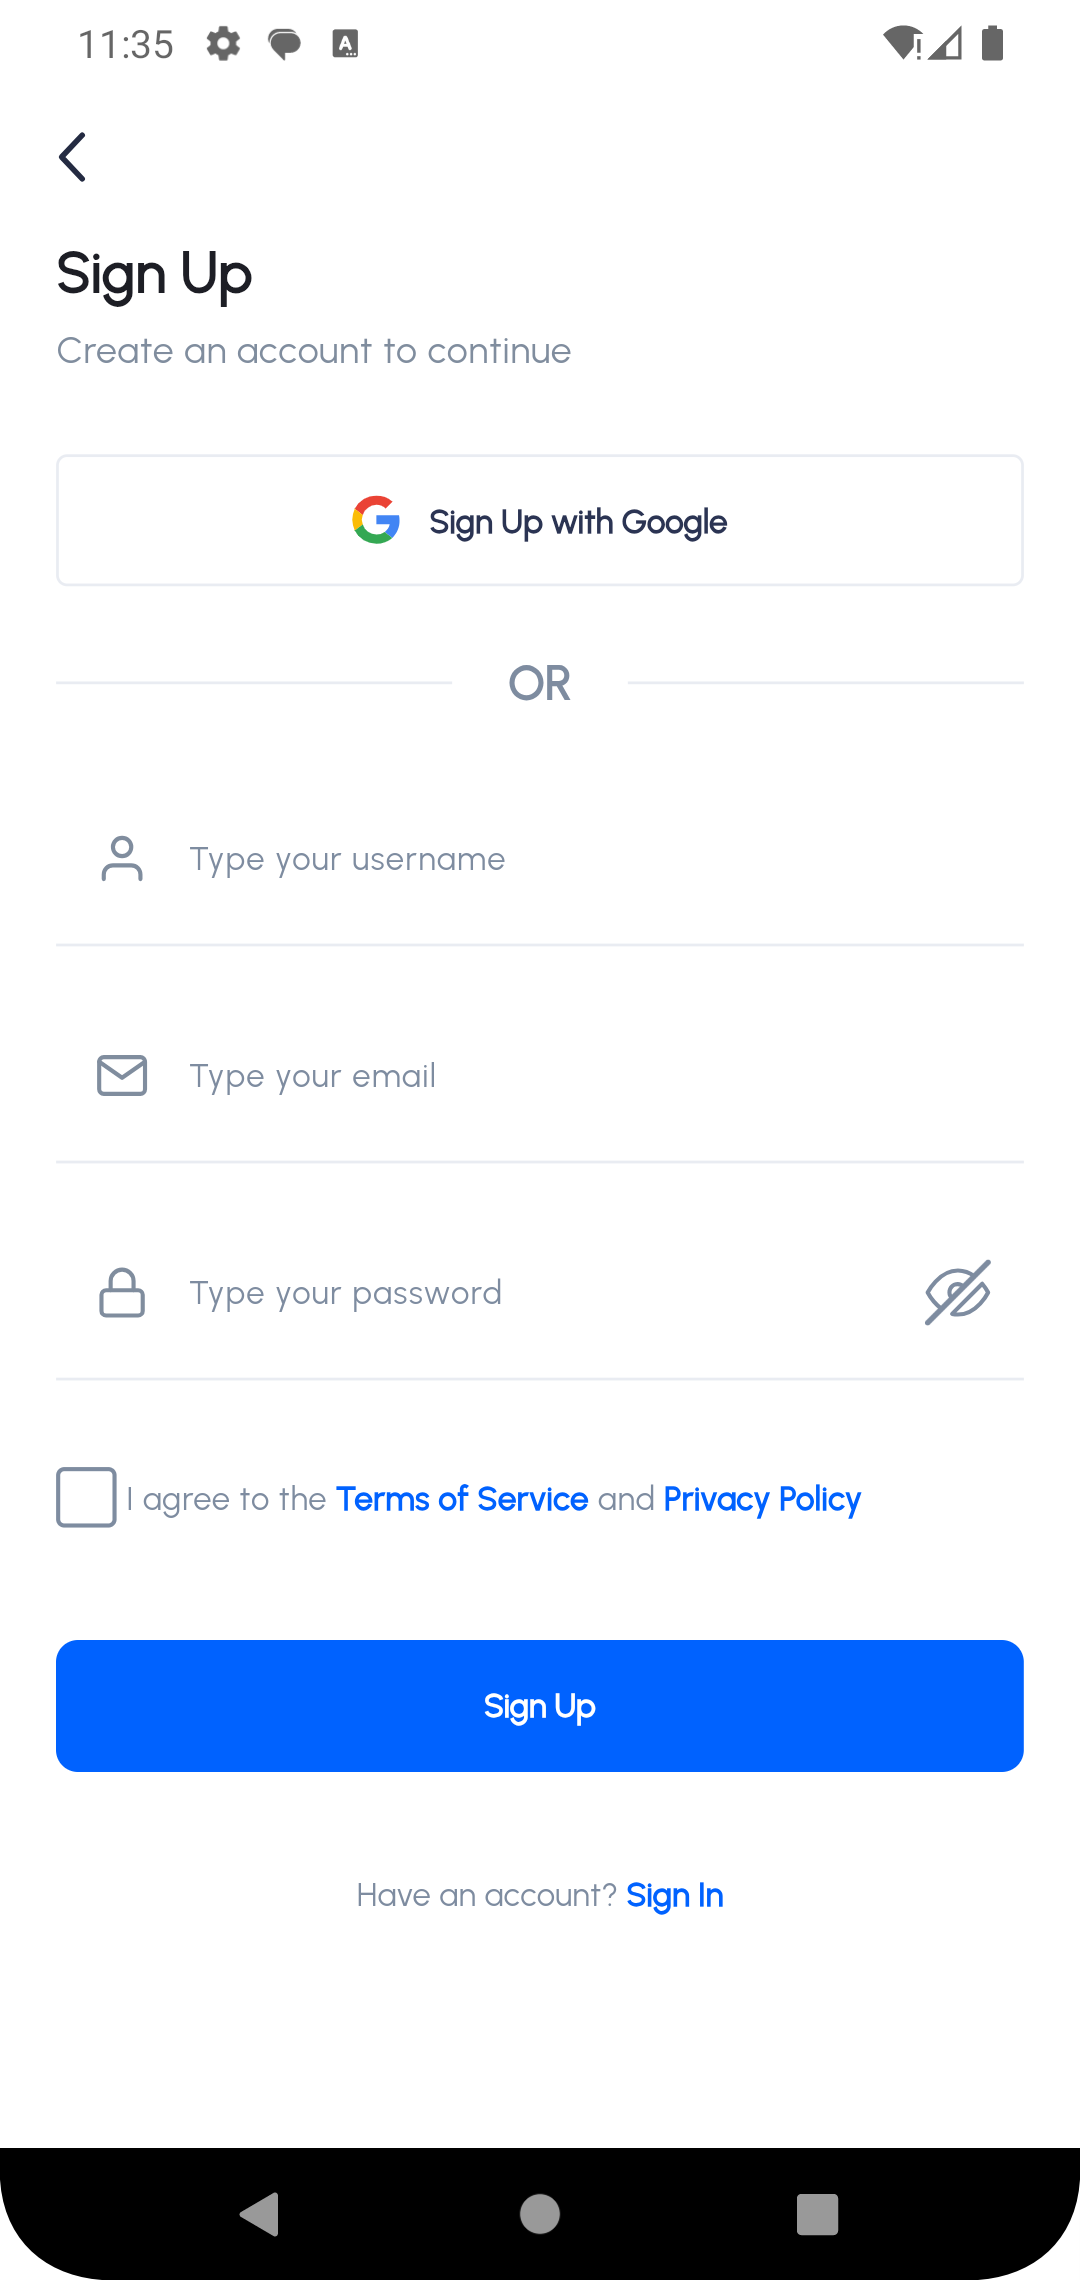 11:35
Sign Up
Create an account to continue
Sign Up with Google
OR
Type your username
Type your email
Type your password
I agree to the Terms of Service and Privacy Policy
Sign Up
Have an account? Sign In